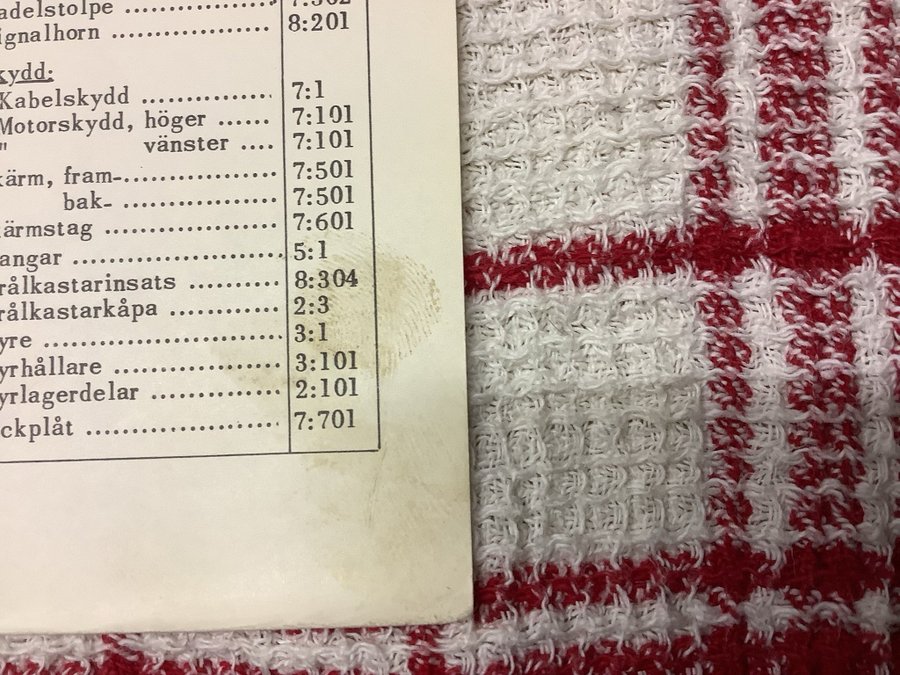 adelstolpe ..................... 7:502
ignalhorn ..................... 8:201
kydd:
Kabelskydd .................. 7:1
Motorskydd, höger ...... 7:101
" vänster .... 7:101
kärm, fram-..................... 7:501
bak- ..................... 7:501
ärmstag ....................... 7:601
angar ........................... 5:1
rålkastarinsats .......... 8:304
rålkastarkåpa ............. 2:3
yre ............................... 3:1
yrhållare ..................... 3:101
yrlagerdelar ................ 2:101
ckplåt .......................... 7:701